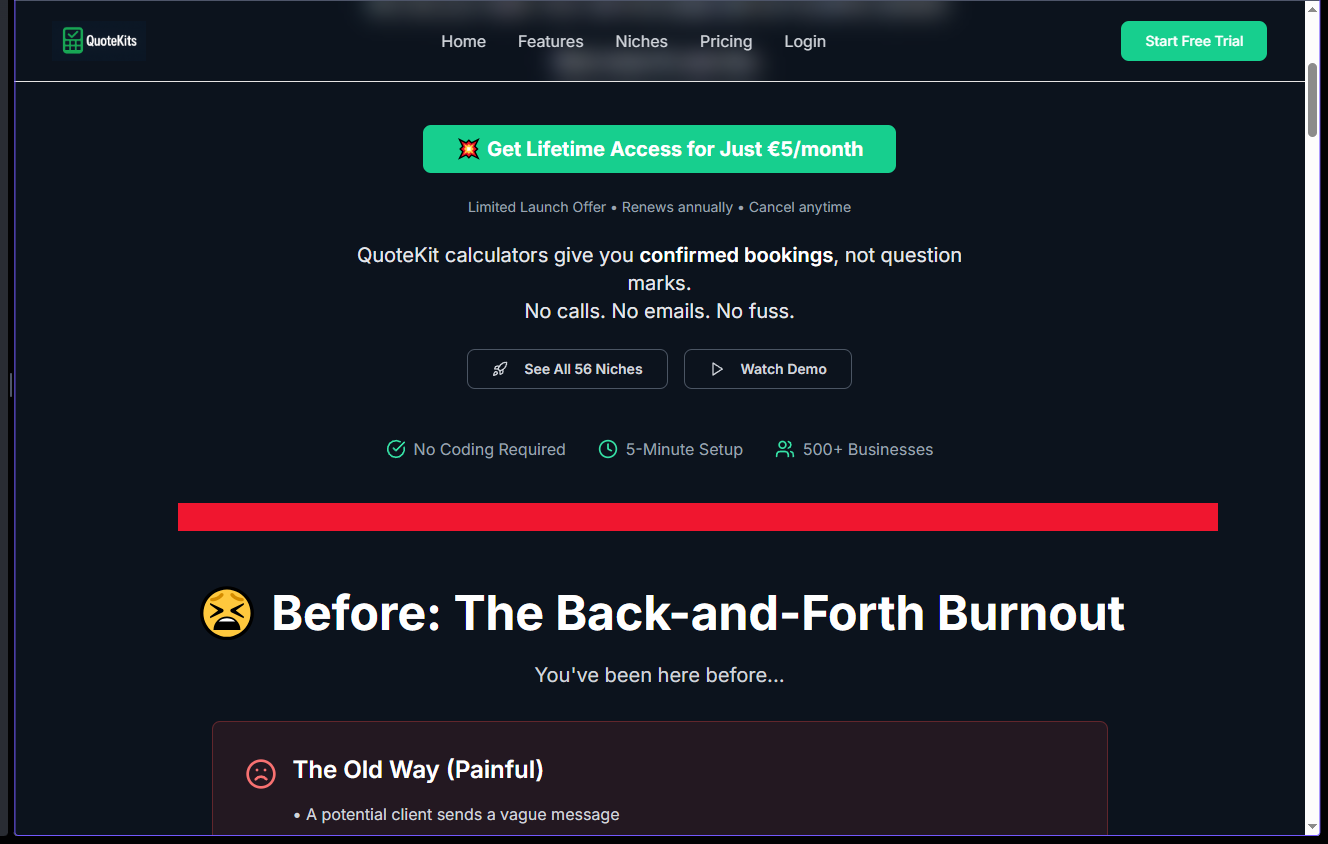 QuoteKits
Home Features Niches Pricing Login
Start Free Trial
💥 Get Lifetime Access for Just €5/month
Limited Launch Offer • Renews annually • Cancel anytime
QuoteKit calculators give you confirmed bookings, not question
marks.
No calls. No emails. No fuss.
See All 56 Niches
Watch Demo
No Coding Required
5-Minute Setup
500+ Businesses
😫 Before: The Back-and-Forth Burnout
You've been here before...
The Old Way (Painful)
• A potential client sends a vague message